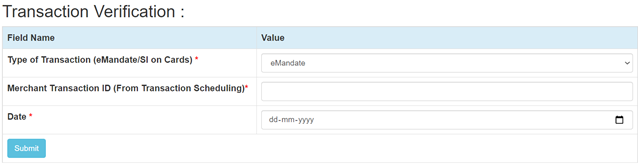 Transaction Verification :
Field Name Value
Type of Transaction (eMandate/SI on Cards) * eMandate
Merchant Transaction ID (From Transaction Scheduling)*
Date * dd-mm-yyyy
Submit